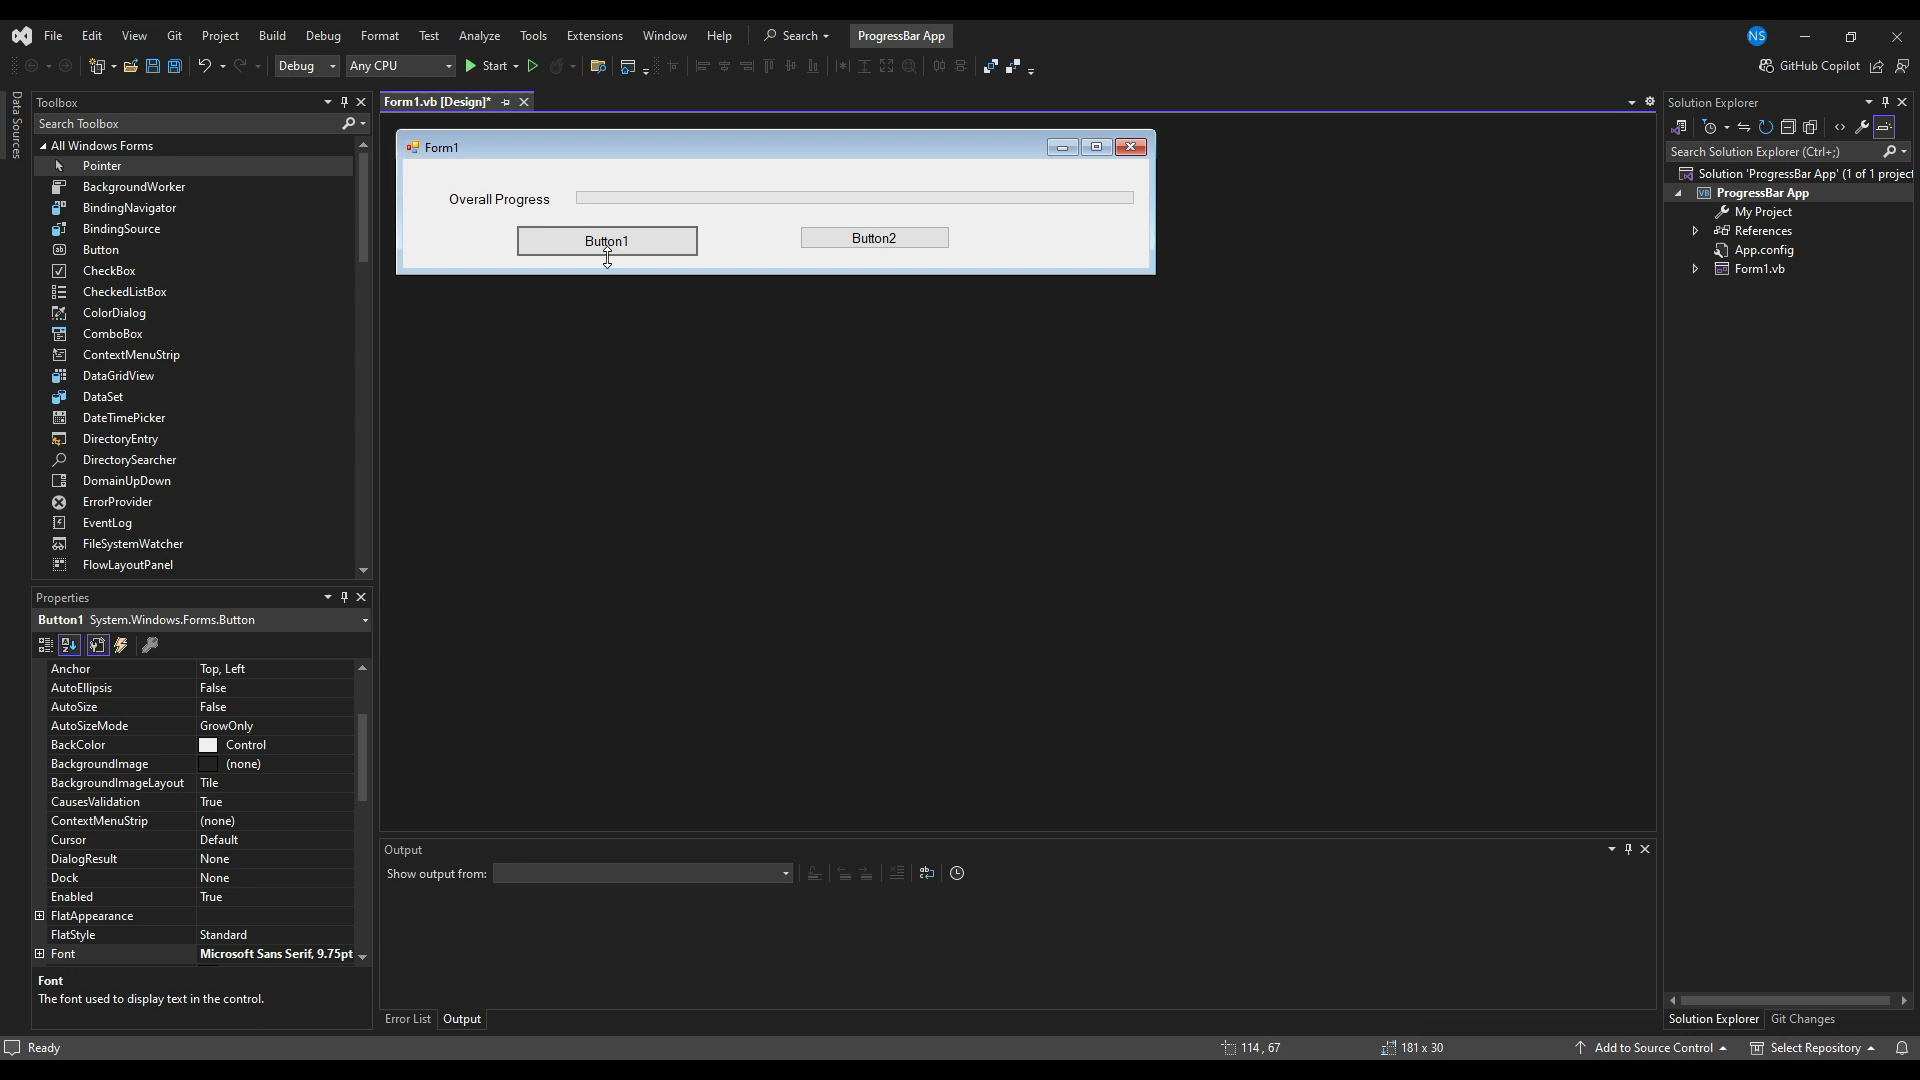 File Edit View Git Project Build Debug Format Test Analyze Tools Extensions Window Help Search ProgressBar App NS
Debug Any CPU Start GitHub Copilot
Data Sources
Toolbox
Search Toolbox
All Windows Forms
Pointer
BackgroundWorker
BindingNavigator
BindingSource
Button
CheckBox
CheckedListBox
ColorDialog
ComboBox
ContextMenuStrip
DataGridView
DataSet
DateTimePicker
DirectoryEntry
DirectorySearcher
DomainUpDown
ErrorProvider
EventLog
FileSystemWatcher
FlowLayoutPanel
Properties
Button1 System.Windows.Forms.Button
Anchor Top, Left
AutoEllipsis False
AutoSize False
AutoSizeMode GrowOnly
BackColor Control
BackgroundImage (none)
BackgroundImageLayout Tile
CausesValidation True
ContextMenuStrip (none)
Cursor Default
DialogResult None
Dock None
Enabled True
FlatAppearance
FlatStyle Standard
Font Microsoft Sans Serif, 9.75pt
Font
The font used to display text in the control.
Form1.vb [Design]*
Form1
Overall Progress
Button1 Button2
Output
Show output from:
Error List Output
Solution Explorer
Search Solution Explorer (Ctrl+;)
Solution 'ProgressBar App' (1 of 1 project
VB ProgressBar App
My Project
References
App.config
Form1.vb
Solution Explorer Git Changes
Ready 114 , 67 181 x 30 Add to Source Control Select Repository